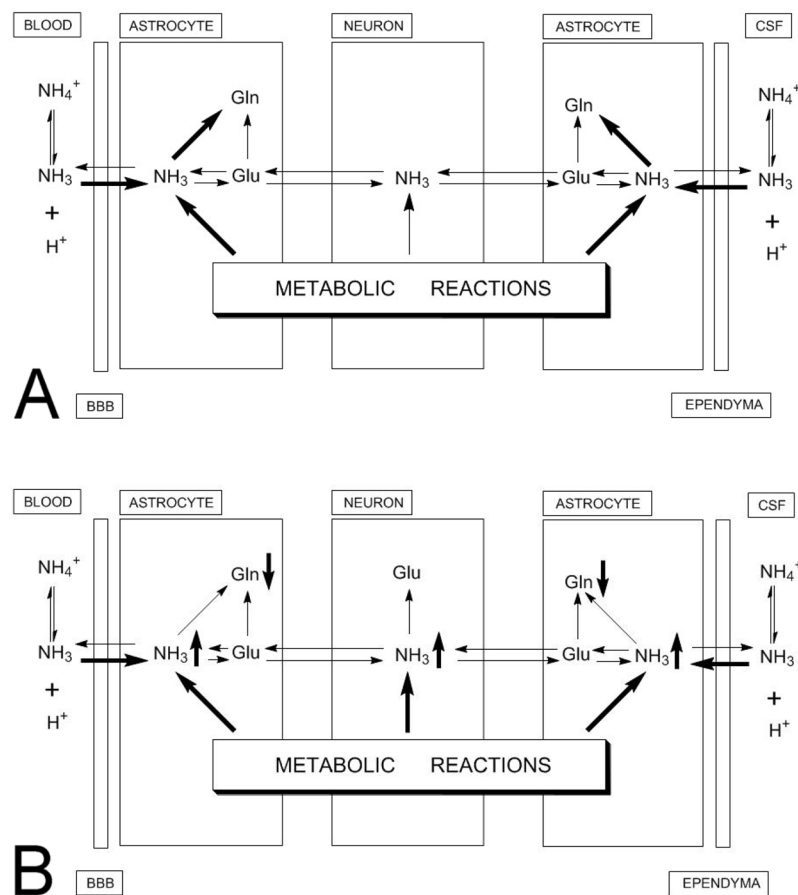 BLOOD ASTROCYTE NEURON ASTROCYTE CSF
NH₄⁺ Gln Gln NH₄⁺
NH₃ NH₃ Glu NH₃ Glu NH₃ NH₃
+ +
H⁺ H⁺
METABOLIC REACTIONS
A BBB EPENDYMA
BLOOD ASTROCYTE NEURON ASTROCYTE CSF
NH₄⁺ Gln Glu Gln NH₄⁺
NH₃ NH₃ Glu NH₃ Glu NH₃ NH₃
+ +
H⁺ H⁺
METABOLIC REACTIONS
B BBB EPENDYMA